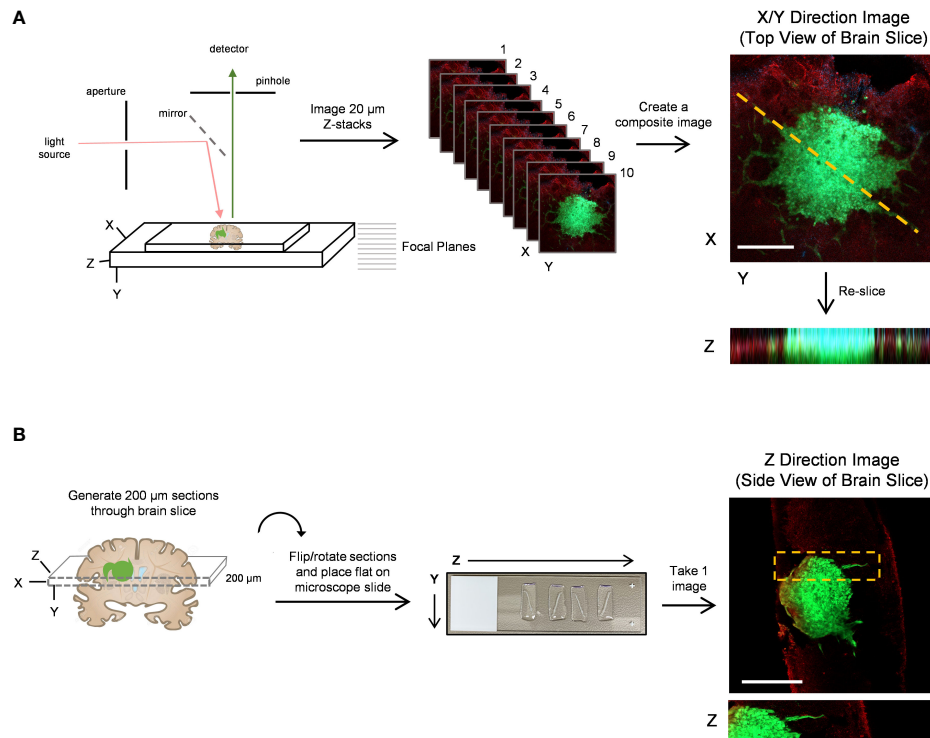 A
X/Y Direction Image
(Top View of Brain Slice)
detector
pinhole
aperture
mirror
light
source
Image 20 µm
Z-stacks
1
2
3
4
5
6
7
8
9
10
Create a
composite image
X
Z
Y
Focal Planes
X
Y
X
Y
Re-slice
Z
B
Z Direction Image
(Side View of Brain Slice)
Generate 200 µm sections
through brain slice
Z
X
Y
200 µm
Flip/rotate sections
and place flat on
microscope slide
Z
Y
Take 1
image
Z